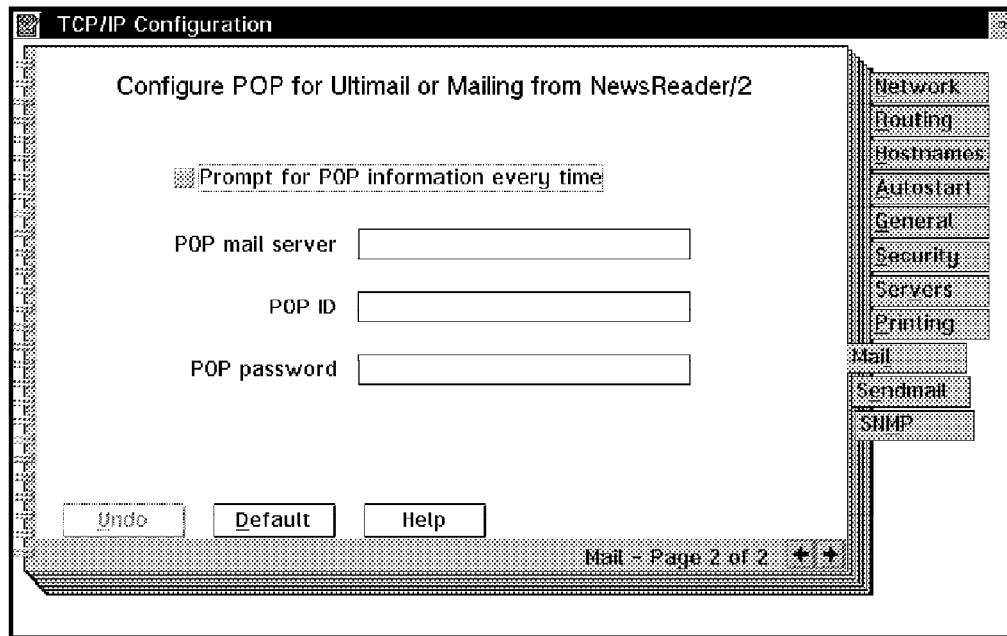 TCP/IP Configuration
Configure POP for Ultimail or Mailing from NewsReader/2
Prompt for POP information every time
POP mail server
POP ID
POP password
Undo
Default
Help
Mail - Page 2 of 2
Network
Routing
Hostnames
Autostart
General
Security
Servers
Printing
Mail
Sendmail
SNMP